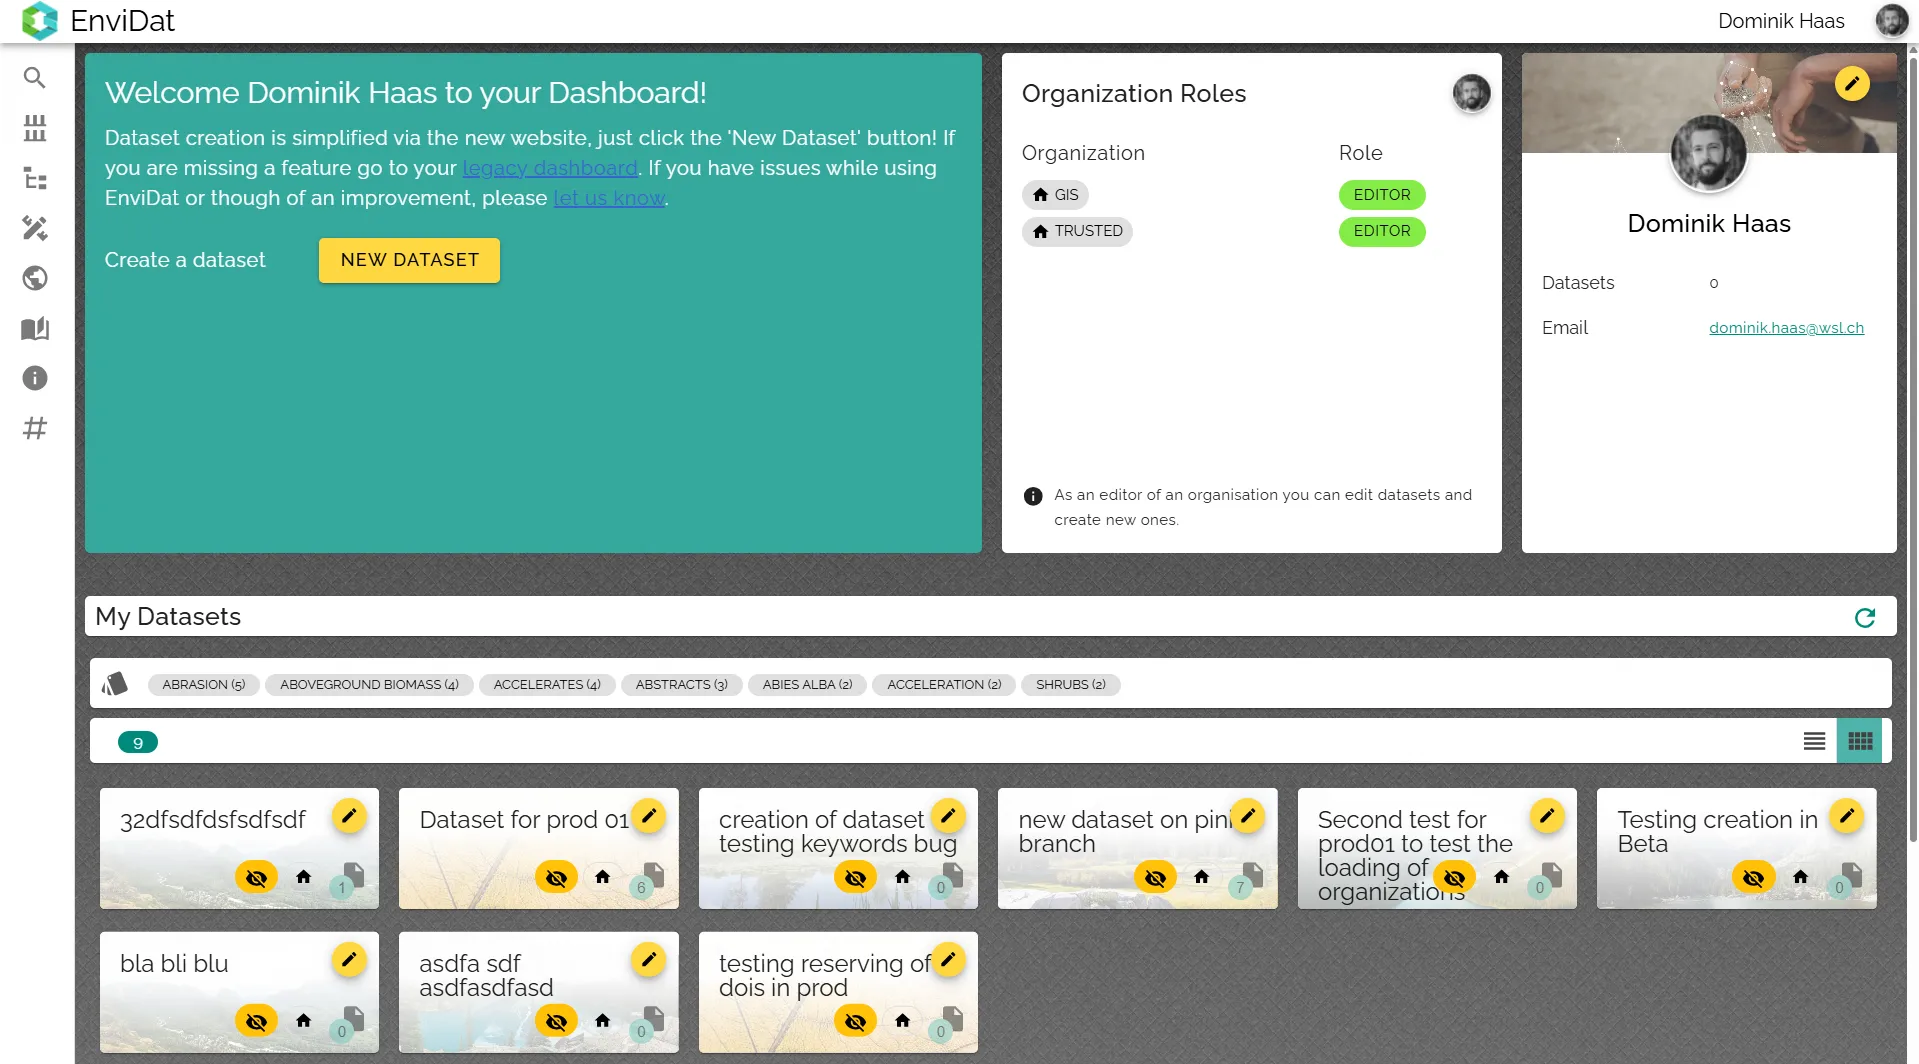 EnviDat
Dominik Haas
Welcome Dominik Haas to your Dashboard!
Dataset creation is simplified via the new website, just click the 'New Dataset' button! If
you are missing a feature go to your legacy dashboard. If you have issues while using
EnviDat or though of an improvement, please let us know.
Create a dataset
NEW DATASET
Organization Roles
Organization
Role
GIS
EDITOR
TRUSTED
EDITOR
As an editor of an organisation you can edit datasets and
create new ones.
Dominik Haas
Datasets
0
Email
dominik.haas@wsl.ch
My Datasets
ABRASION (5)
ABOVEGROUND BIOMASS (4)
ACCELERATES (4)
ABSTRACTS (3)
ABIES ALBA (2)
ACCELERATION (2)
SHRUBS (2)
9
32dfsdfdsfsdfsdf
1
Dataset for prod 01
6
creation of dataset
testing keywords bug
0
new dataset on
branch
7
Second test for
prod01 to test the
loading of
organizations
0
Testing creation in
Beta
0
bla bli blu
0
asdfa sdf
asdfasdfasd
0
testing reserving of
dois in prod
0